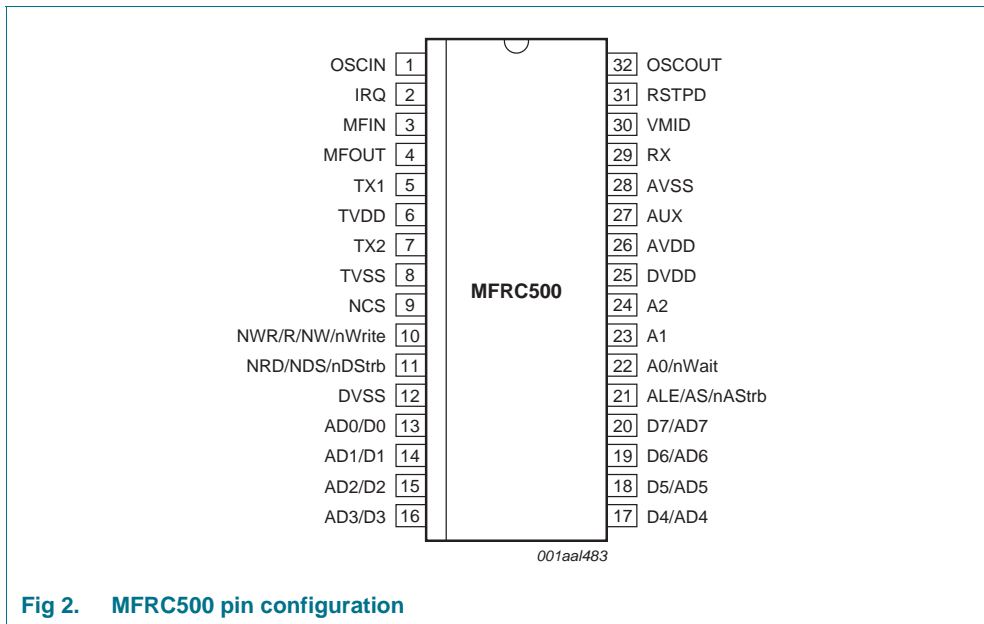 OSCIN 1 32 OSCOUT
IRQ 2 31 RSTPD
MFIN 3 30 VMID
MFOUT 4 29 RX
TX1 5 28 AVSS
TVDD 6 27 AUX
TX2 7 26 AVDD
TVSS 8 25 DVDD
MFRC500
NCS 9 24 A2
NWR/R/NW/nWrite 10 23 A1
NRD/NDS/nDStrb 11 22 A0/nWait
DVSS 12 21 ALE/AS/nAStrb
AD0/D0 13 20 D7/AD7
AD1/D1 14 19 D6/AD6
AD2/D2 15 18 D5/AD5
AD3/D3 16 17 D4/AD4
001aal483
Fig 2. MFRC500 pin configuration